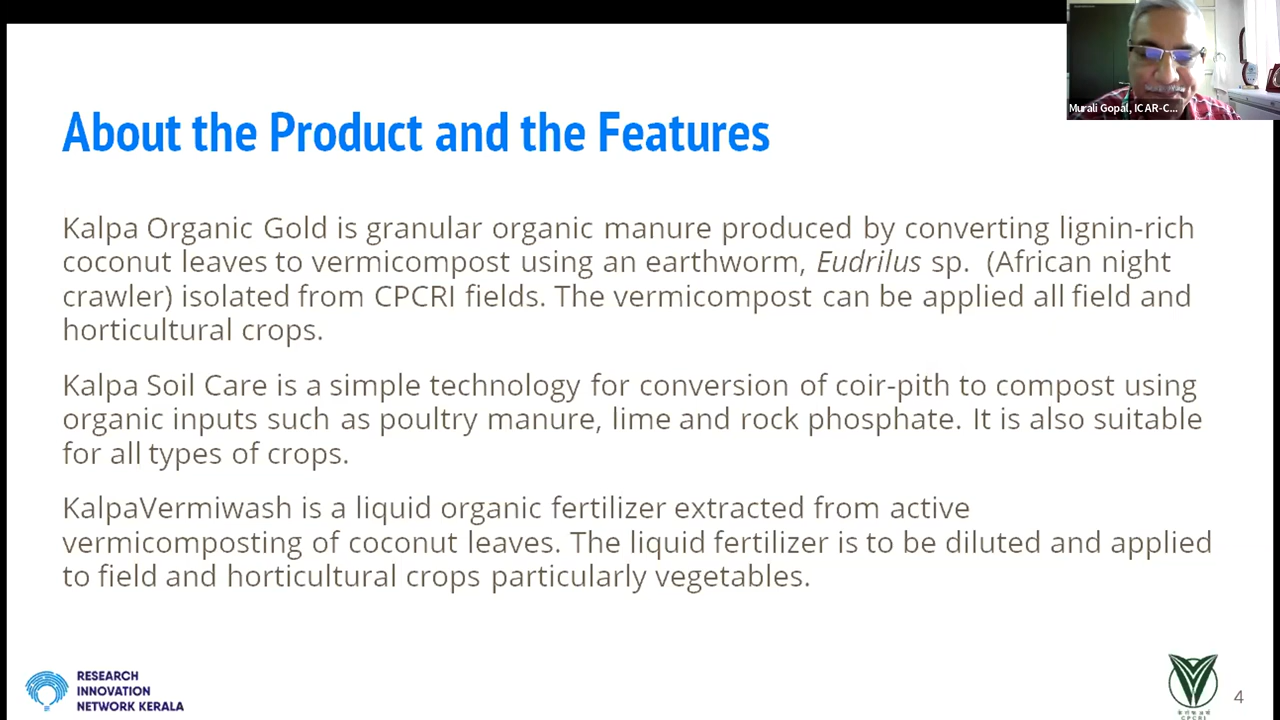 Murali Gopal, ICAR-C...
About the Product and the Features
Kalpa Organic Gold is granular organic manure produced by converting lignin-rich
coconut leaves to vermicompost using an earthworm, Eudrilus sp. (African night
crawler) isolated from CPCRI fields. The vermicompost can be applied all field and
horticultural crops.
Kalpa Soil Care is a simple technology for conversion of coir-pith to compost using
organic inputs such as poultry manure, lime and rock phosphate. It is also suitable
for all types of crops.
KalpaVermiwash is a liquid organic fertilizer extracted from active
vermicomposting of coconut leaves. The liquid fertilizer is to be diluted and applied
to field and horticultural crops particularly vegetables.
RESEARCH
INNOVATION
NETWORK KERALA
CPCRI
4